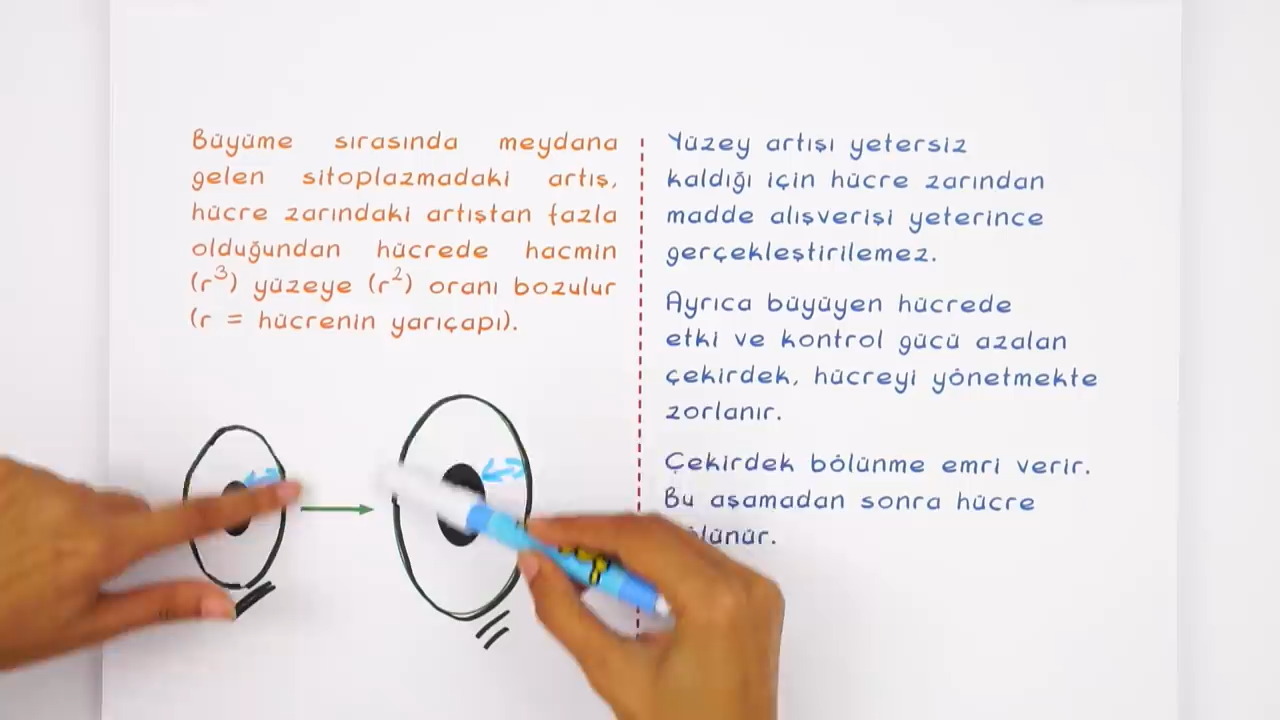 Büyüme sırasında meydana
gelen sitoplazmadaki artış,
hücre zarındaki artıştan fazla
olduğundan hücrede hacmin
(r³) yüzeye (r²) oranı bozulur
(r = hücrenin yarıçapı).
Yüzey artışı yetersiz
kaldığı için hücre zarından
madde alışverişi yeterince
gerçekleştirilemez.
Ayrıca büyüyen hücrede
etki ve kontrol gücü azalan
çekirdek, hücreyi yönetmekte
zorlanır.
Çekirdek bölünme emri verir.
Bu aşamadan sonra hücre